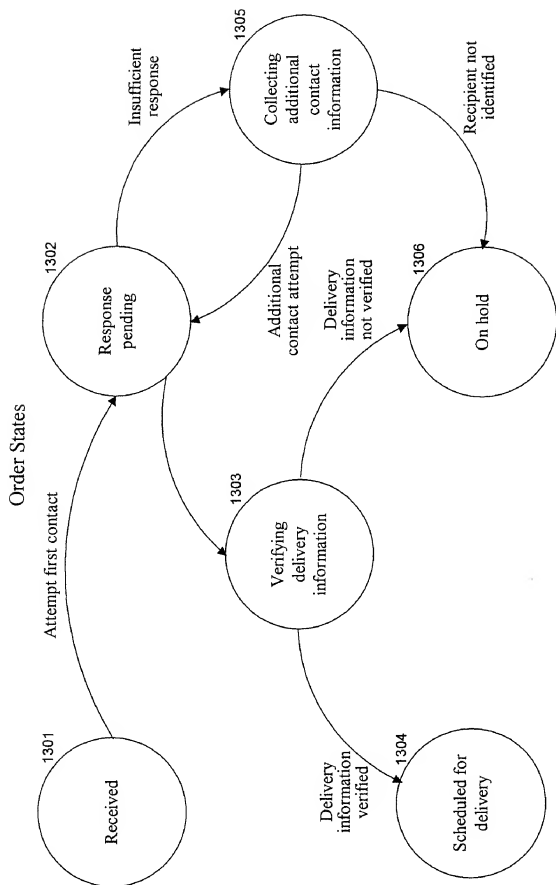 Order States
1301
Received
Attempt first contact
1302
Response
pending
Insufficient
response
1305
Collecting
additional
contact
information
Additional
contact attempt
1303
Verifying
delivery
information
Delivery
information
not verified
Recipient not
identified
1306
On hold
Delivery
information
verified
1304
Scheduled for
delivery